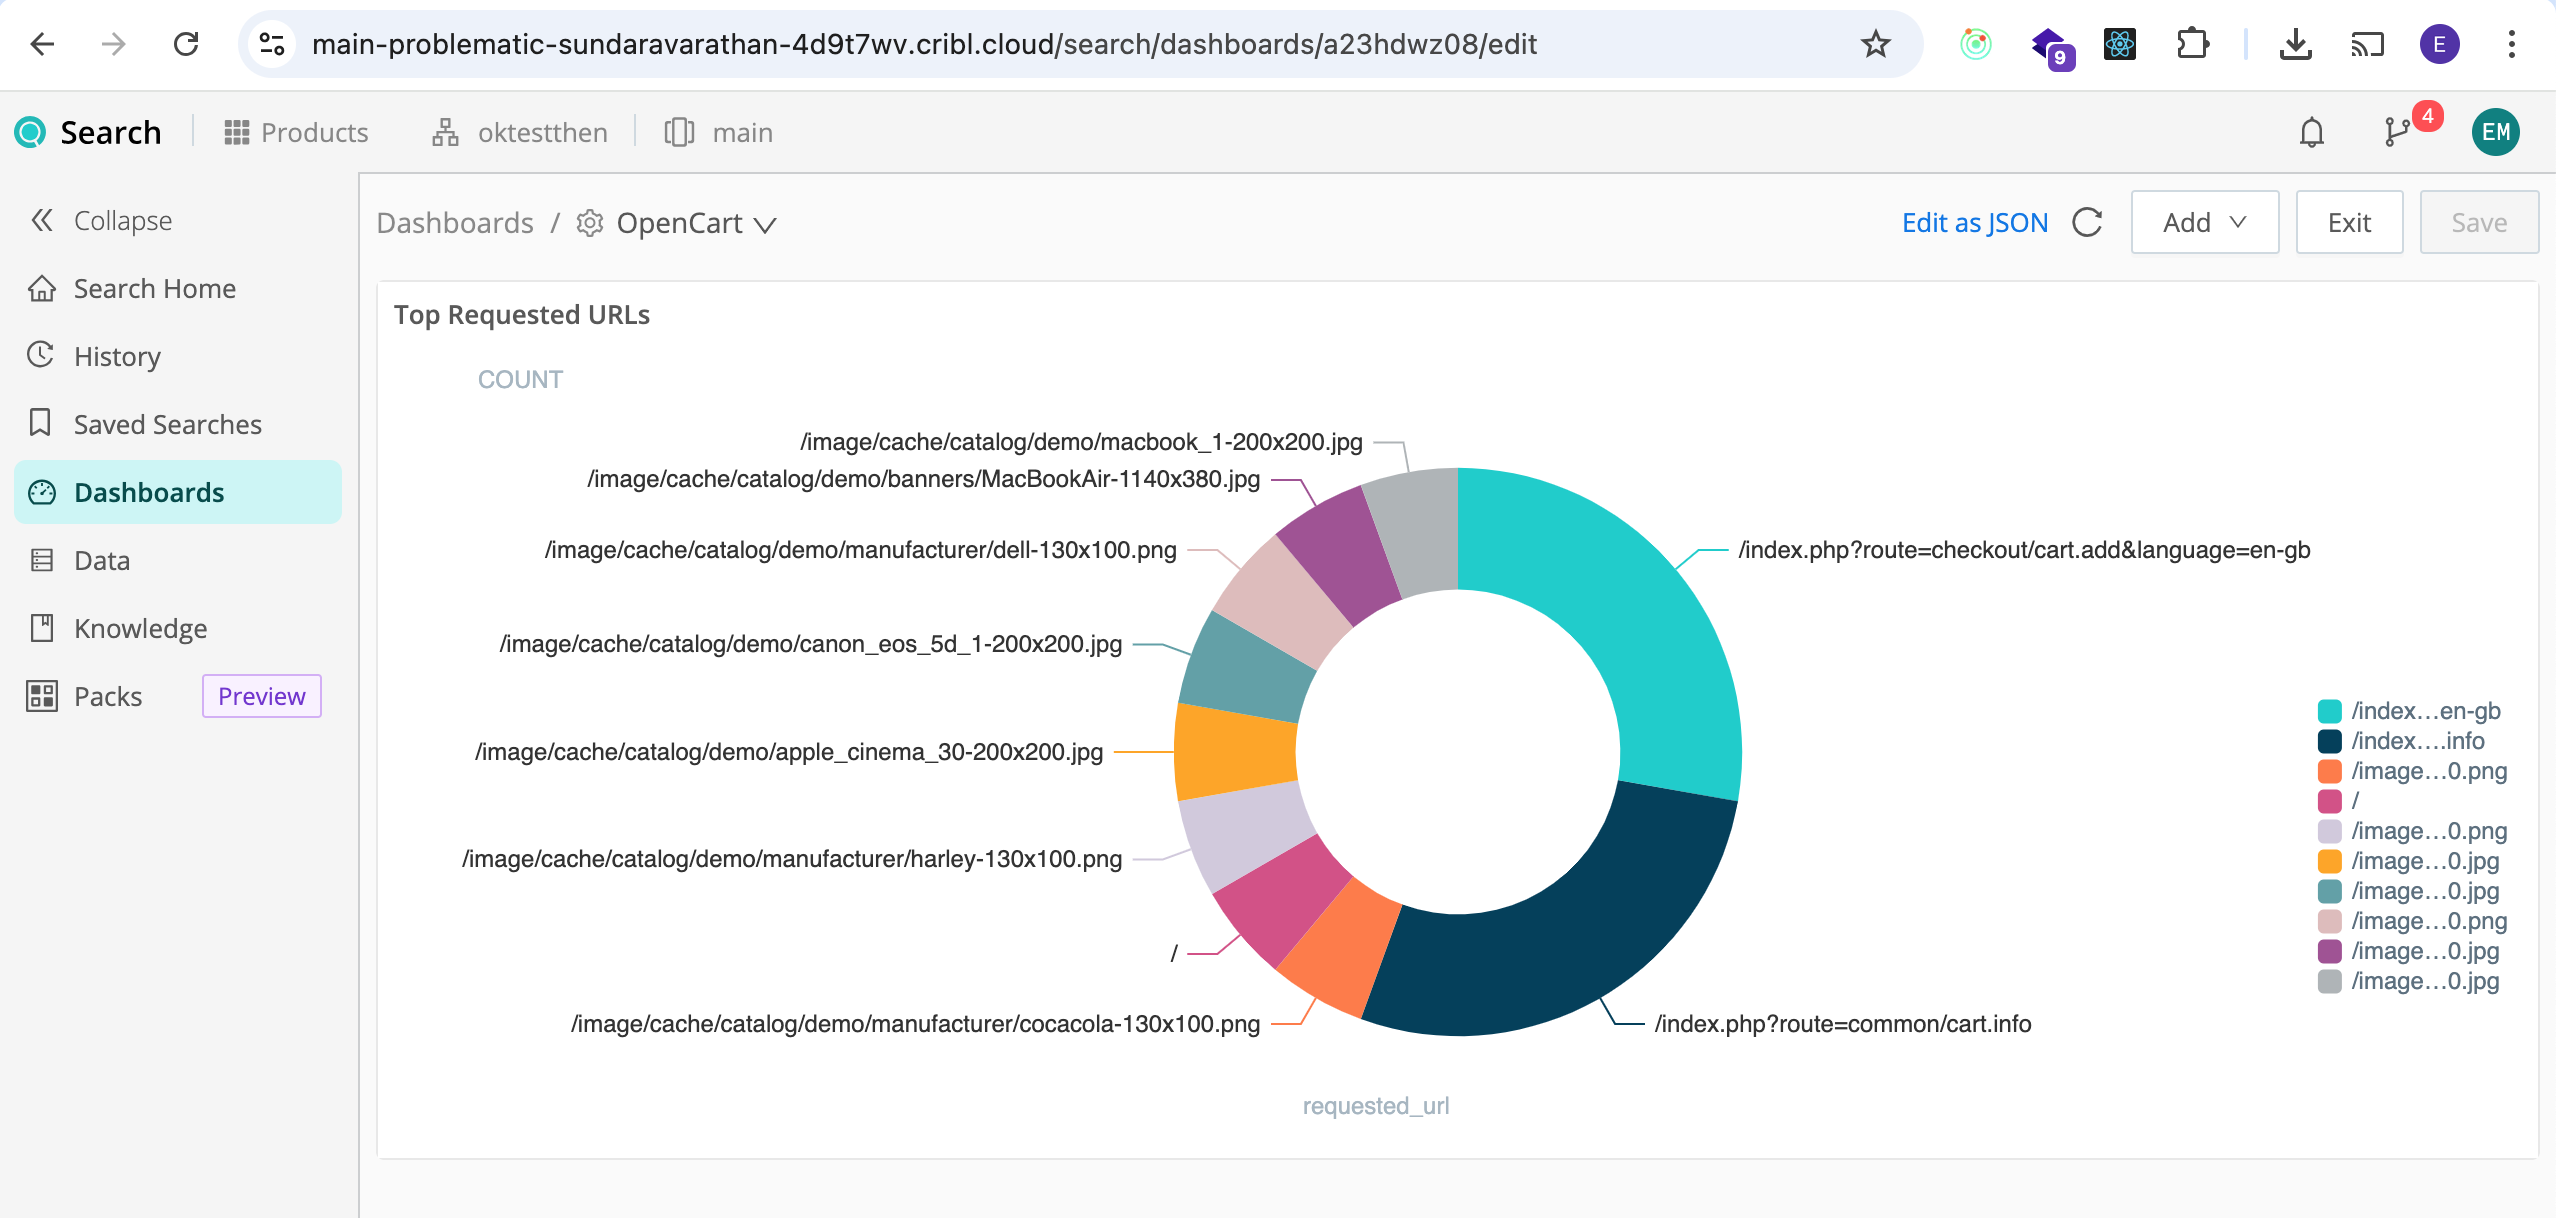 main-problematic-sundaravarathan-4d9t7wv.cribl.cloud/search/dashboards/a23hdwz08/edit
9
E
Search
Products
oktestthen
main
4
EM
Collapse
Search Home
History
Saved Searches
Dashboards
Data
Knowledge
Packs
Preview
Dashboards / OpenCart
Edit as JSON
Add
Exit
Save
Top Requested URLs
COUNT
/image/cache/catalog/demo/macbook_1-200x200.jpg
/image/cache/catalog/demo/banners/MacBookAir-1140x380.jpg
/image/cache/catalog/demo/manufacturer/dell-130x100.png
/index.php?route=checkout/cart.add&language=en-gb
/image/cache/catalog/demo/canon_eos_5d_1-200x200.jpg
/image/cache/catalog/demo/apple_cinema_30-200x200.jpg
/image/cache/catalog/demo/manufacturer/harley-130x100.png
/
/image/cache/catalog/demo/manufacturer/cocacola-130x100.png
/index.php?route=common/cart.info
requested_url
/index...en-gb
/index....info
/image...0.png
/
/image...0.png
/image...0.jpg
/image...0.jpg
/image...0.png
/image...0.jpg
/image...0.jpg